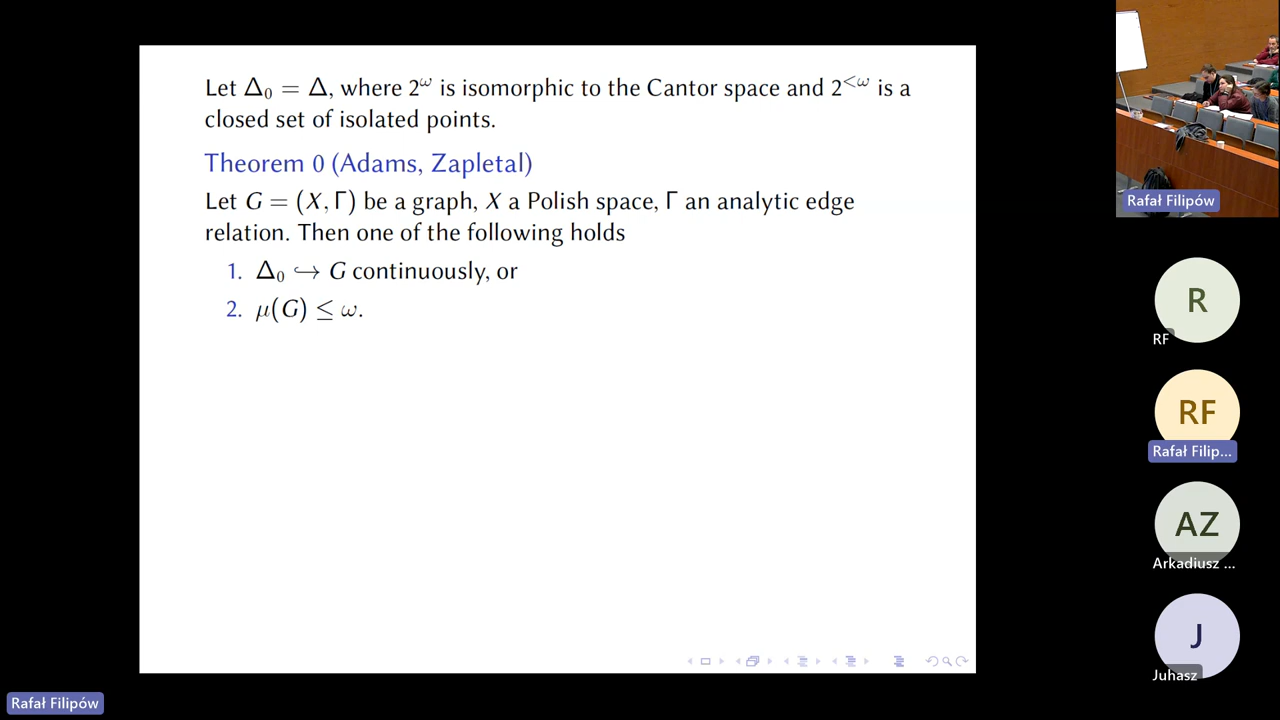 Let Δ₀ = Δ, where 2^ω is isomorphic to the Cantor space and 2^{<ω} is a
closed set of isolated points.
Theorem 0 (Adams, Zapletal)
Let G = (X, Γ) be a graph, X a Polish space, Γ an analytic edge
relation. Then one of the following holds
1. Δ₀ ↪ G continuously, or
2. μ(G) ≤ ω.
Rafał Filipów
R
RF
RF
Rafał Filip...
AZ
Arkadiusz ...
J
Juhasz
Rafał Filipów